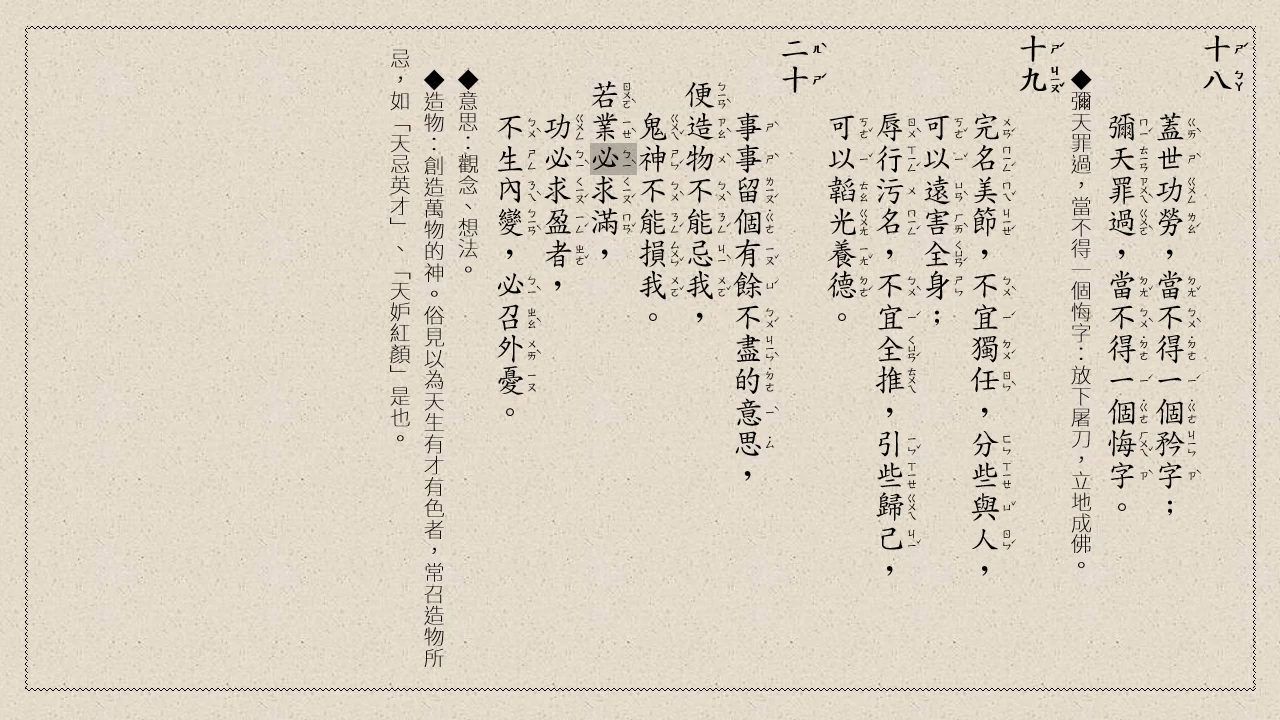 十八
蓋世功勞，當不得一個矜字；
彌天罪過，當不得一個悔字。
◆彌天罪過，當不得一個悔字：放下屠刀，立地成佛。
十九
完名美節，不宜獨任，分些與人，
可以遠害全身；
辱行污名，不宜全推，引些歸己，
可以韜光養德。
二十
事事留個有餘不盡的意思，
便造物不能忌我，
鬼神不能損我。
若業必求滿，
功必求盈者，
不生內變，必召外憂。
◆意思：觀念、想法。
◆造物：創造萬物的神。俗見以為天生有才有色者，常召造物所
忌，如「天忌英才」、「天妒紅顏」是也。